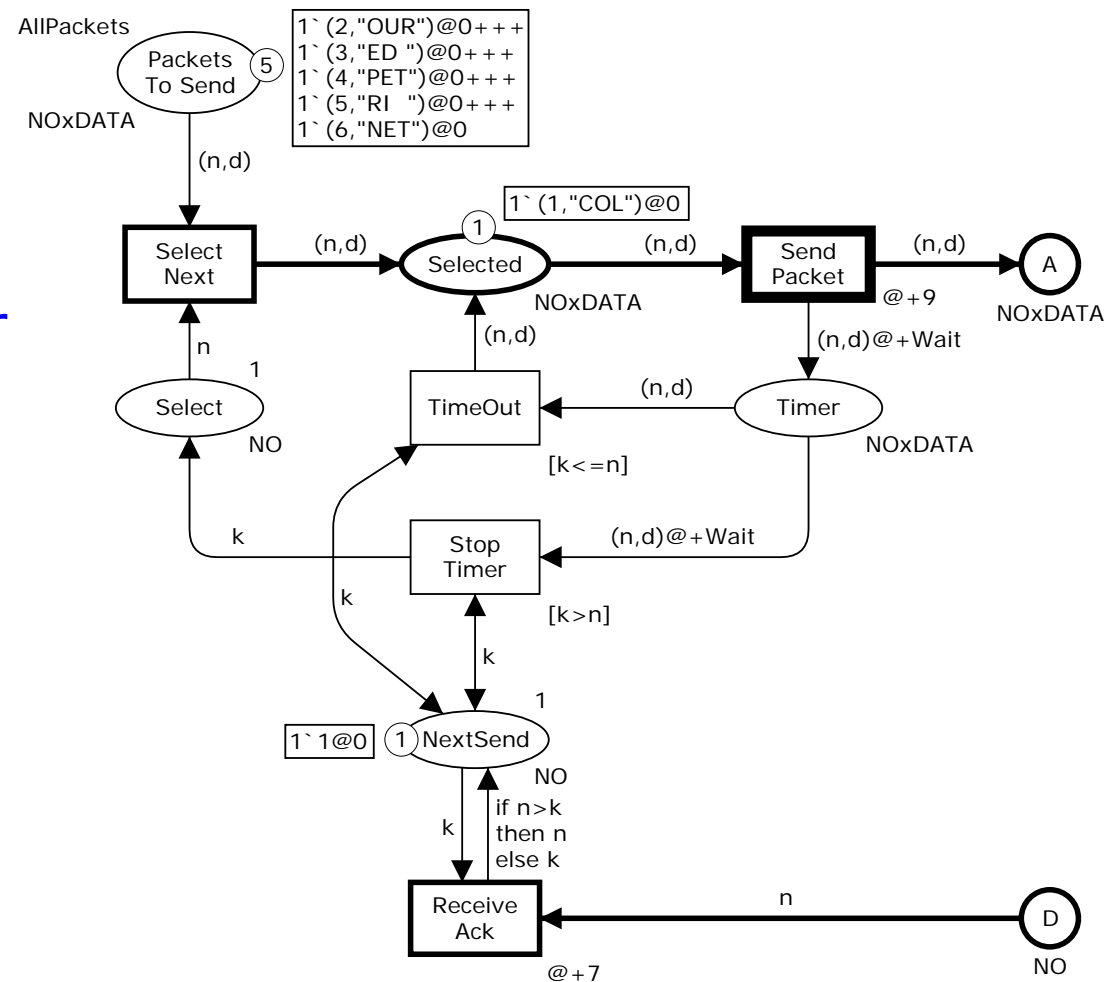 AllPackets
Packets
To Send
5
1`(2,"OUR")@0+++
1`(3,"ED ")@0+++
1`(4,"PET")@0+++
1`(5,"RI  ")@0+++
1`(6,"NET")@0
NOxDATA
(n,d)
1`(1,"COL")@0
1
Select
Next
(n,d)
Selected
(n,d)
Send
Packet
(n,d)
A
NOxDATA
@+9
NOxDATA
(n,d)
(n,d)@+Wait
n
1
Select
NO
TimeOut
(n,d)
Timer
NOxDATA
[k<=n]
k
Stop
Timer
(n,d)@+Wait
[k>n]
k
k
1
1`1@0
1
NextSend
NO
k
if n>k
then n
else k
Receive
Ack
n
D
@+7
NO